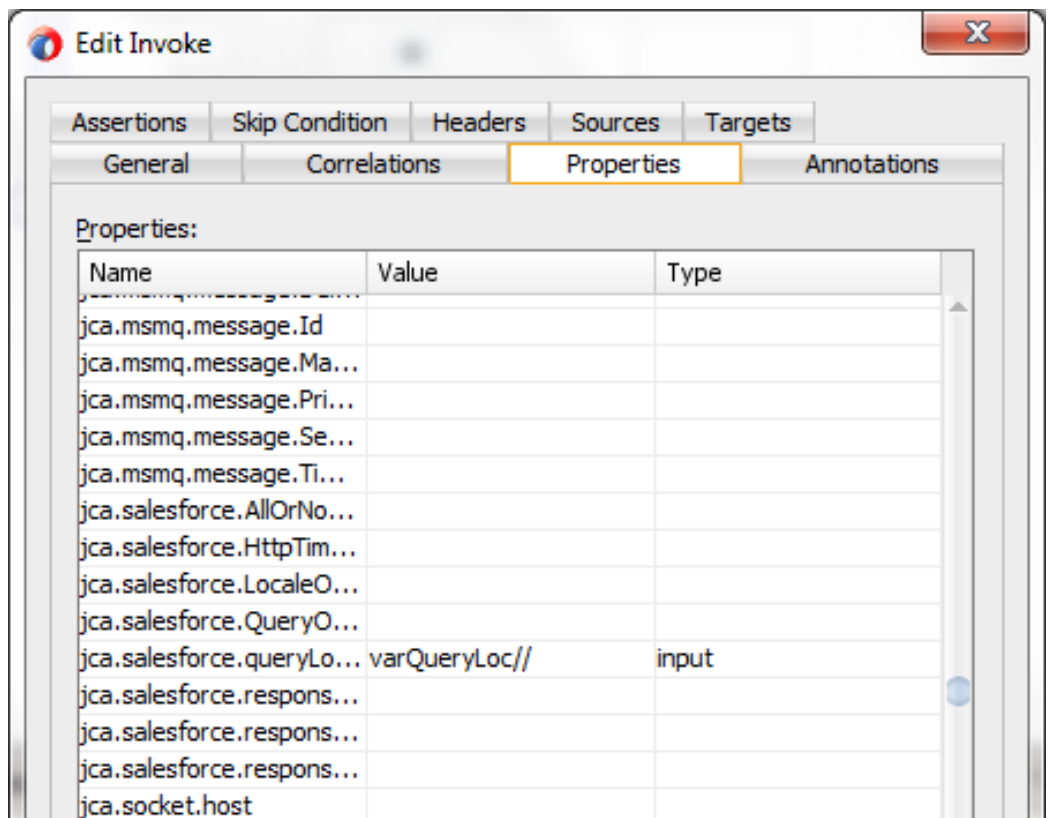 Edit Invoke
Assertions Skip Condition Headers Sources Targets
General Correlations Properties Annotations
Properties:
Name Value Type
jca.msmq.message.Id
jca.msmq.message.Ma...
jca.msmq.message.Pri...
jca.msmq.message.Se...
jca.msmq.message.Ti...
jca.salesforce.AllOrNo...
jca.salesforce.HttpTim...
jca.salesforce.LocaleO...
jca.salesforce.QueryO...
jca.salesforce.queryLo... varQueryLoc// input
jca.salesforce.respons...
jca.salesforce.respons...
jca.salesforce.respons...
jca.socket.host